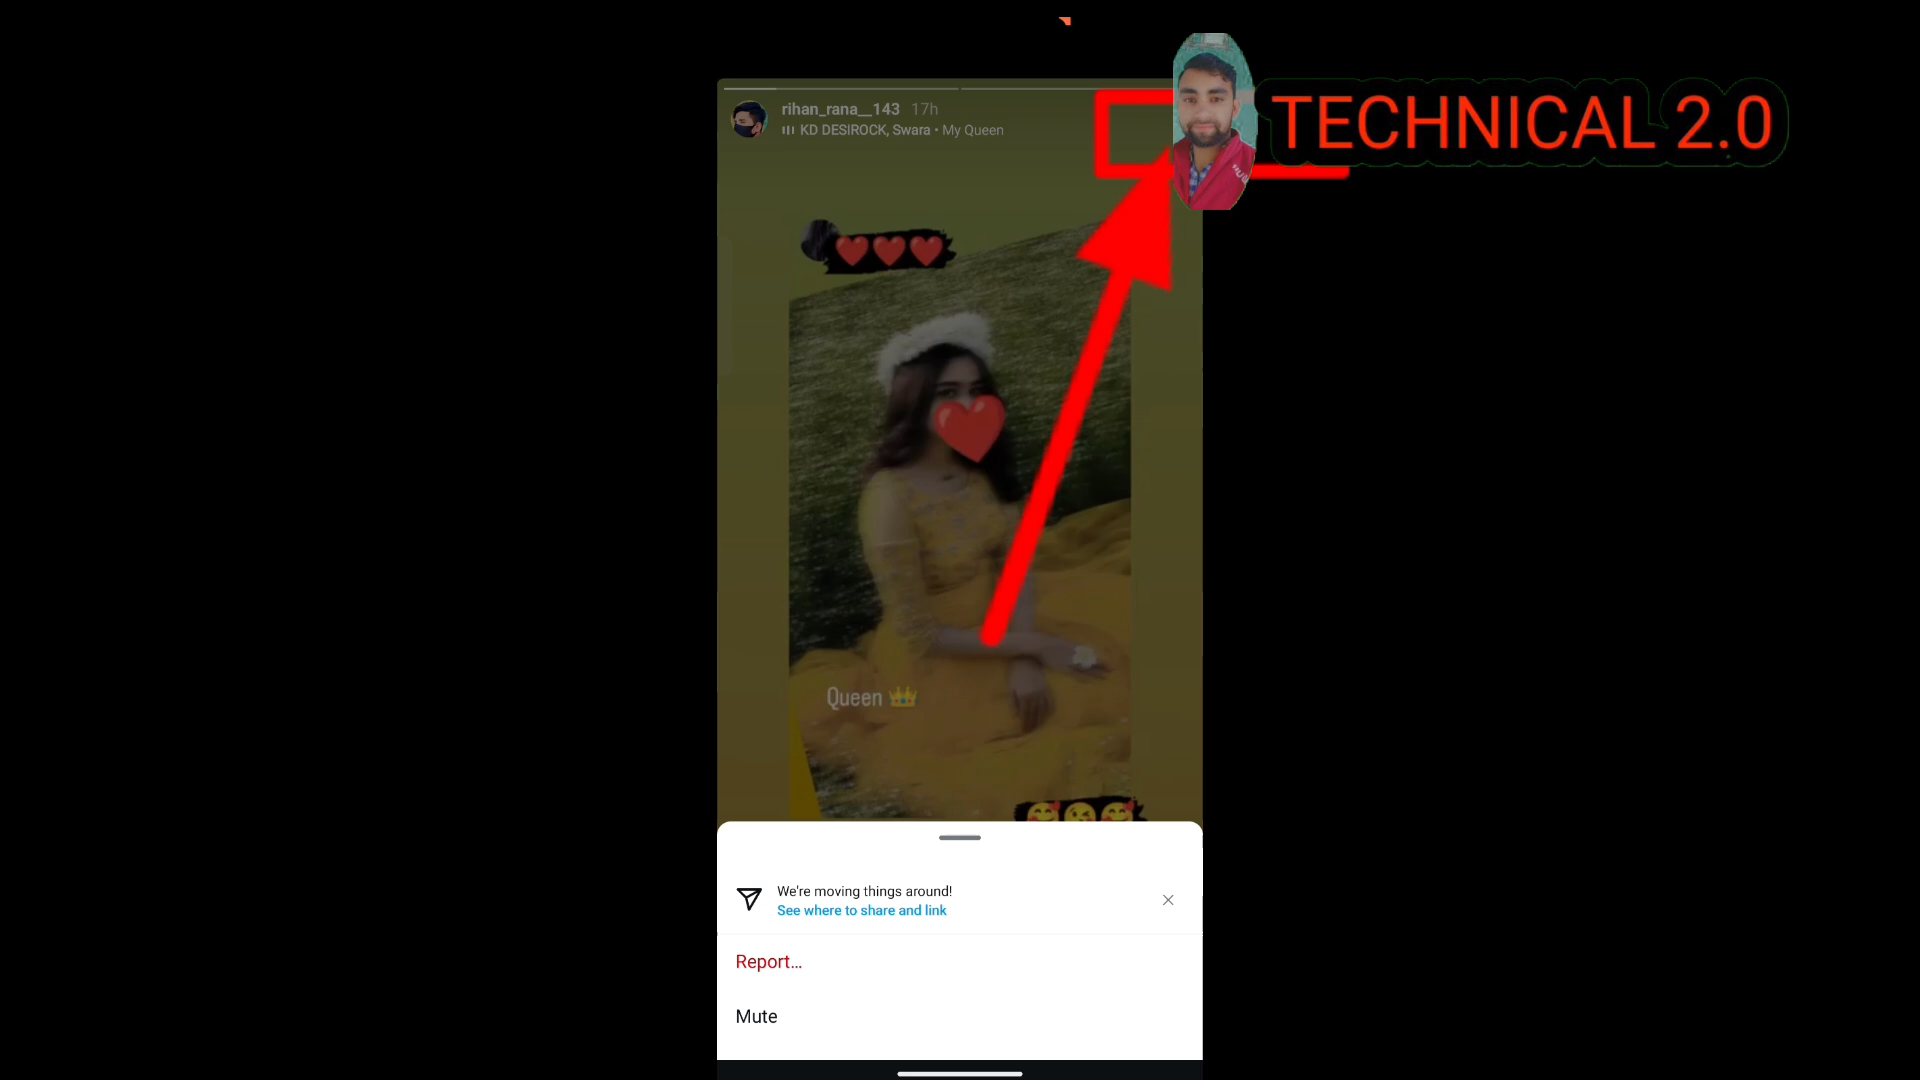 rihan_rana__143 17h
KD DESIROCK, Swara • My Queen
TECHNICAL 2.0
Queen 👑
We're moving things around!
See where to share and link
Report...
Mute